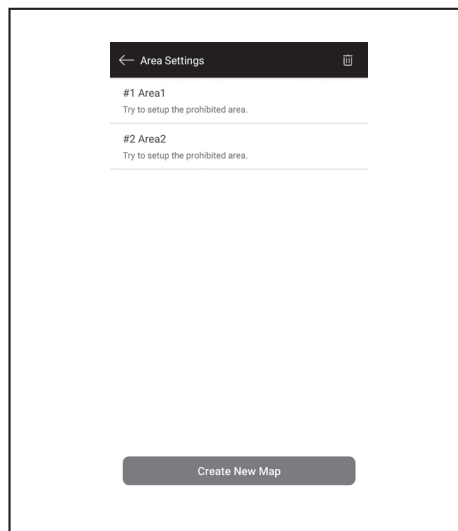 Area Settings
#1 Area1
Try to setup the prohibited area.
#2 Area2
Try to setup the prohibited area.
Create New Map